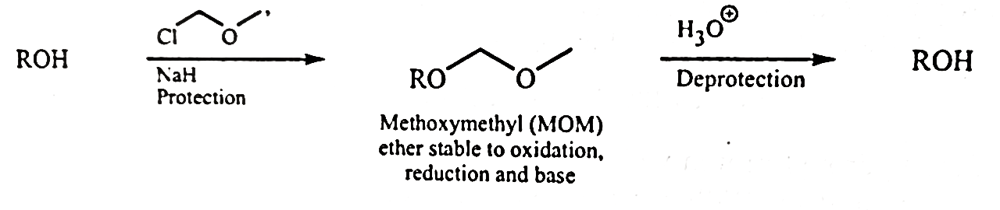 Cl
O
ROH
NaH
Protection
RO
O
Methoxymethyl (MOM)
ether stable to oxidation,
reduction and base
H₃O⊕
Deprotection
ROH